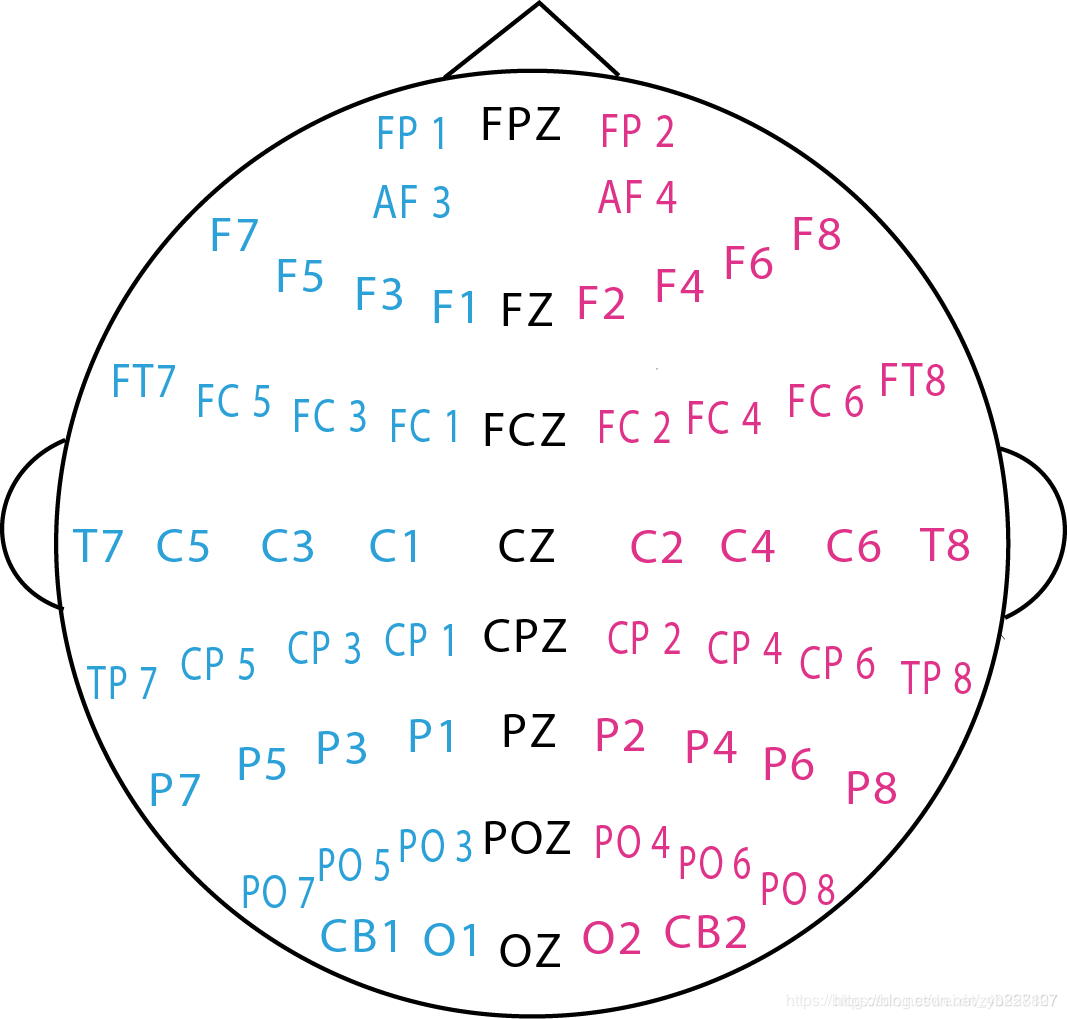 FP 1 FPZ FP 2
AF 3 AF 4
F7 F5 F3 F1 FZ F2 F4 F6 F8
FT7 FC 5 FC 3 FC 1 FCZ FC 2 FC 4 FC 6 FT8
T7 C5 C3 C1 CZ C2 C4 C6 T8
TP 7 CP 5 CP 3 CP 1 CPZ CP 2 CP 4 CP 6 TP 8
P7 P5 P3 P1 PZ P2 P4 P6 P8
PO 7 PO 5 PO 3 POZ PO 4 PO 6 PO 8
CB1 O1 OZ O2 CB2